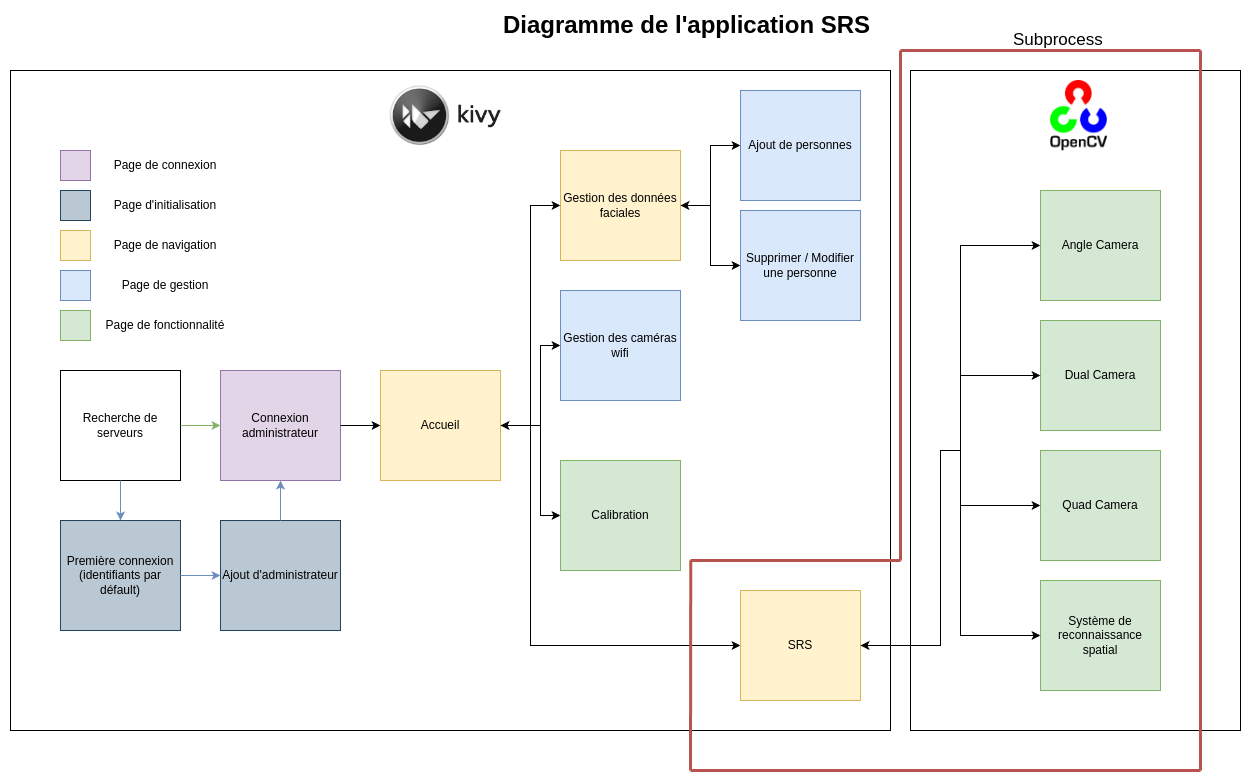 Diagramme de l'application SRS
Subprocess
kivy
OpenCV
Page de connexion
Page d'initialisation
Page de navigation
Page de gestion
Page de fonctionnalité
Recherche de
serveurs
Connexion
administrateur
Accueil
Première connexion
(identifiants par
défault)
Ajout d'administrateur
Gestion des données
faciales
Gestion des caméras
wifi
Calibration
Ajout de personnes
Supprimer / Modifier
une personne
SRS
Angle Camera
Dual Camera
Quad Camera
Système de
reconnaissance
spatial